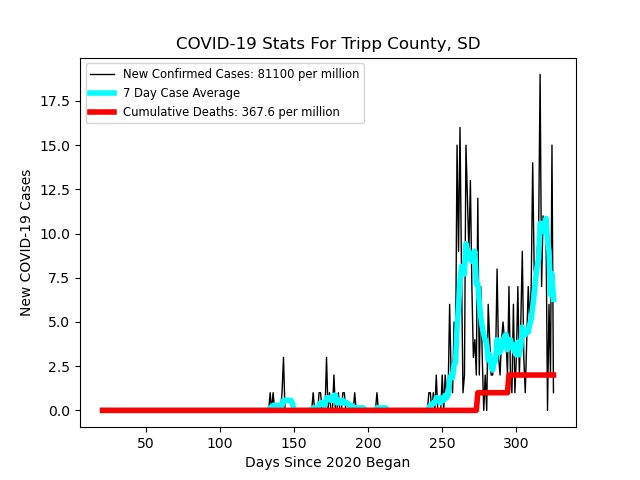 COVID-19 Stats For Tripp County, SD
New Confirmed Cases: 81100 per million
7 Day Case Average
Cumulative Deaths: 367.6 per million
New COVID-19 Cases
17.5
15.0
12.5
10.0
7.5
5.0
2.5
0.0
50 100 150 200 250 300
Days Since 2020 Began